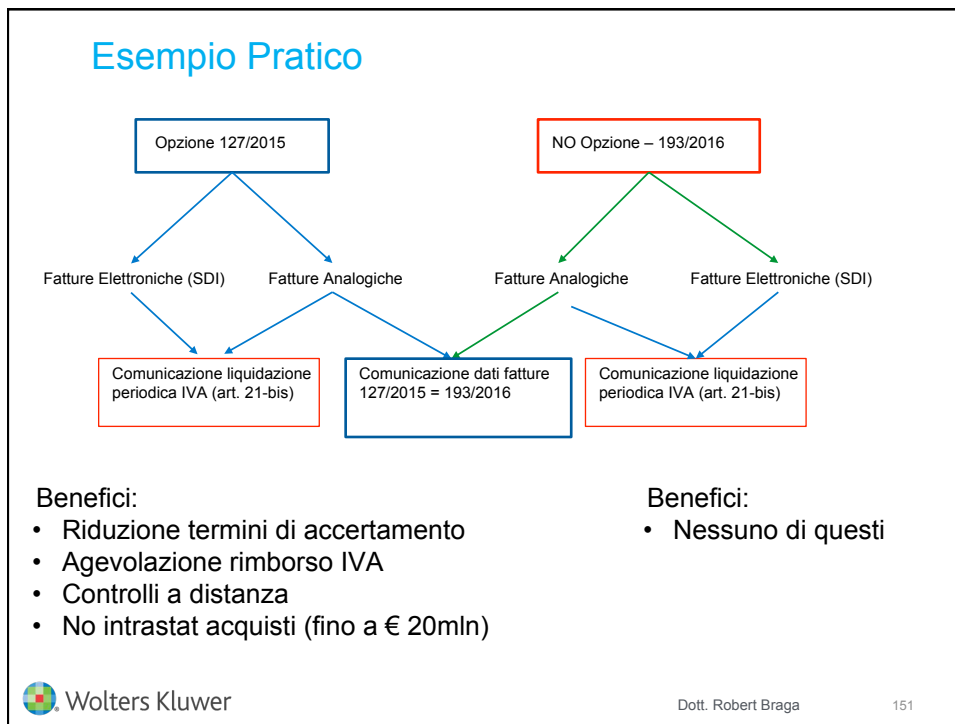 Esempio Pratico
Opzione 127/2015
NO Opzione – 193/2016
Fatture Elettroniche (SDI)
Fatture Analogiche
Fatture Analogiche
Fatture Elettroniche (SDI)
Comunicazione liquidazione
periodica IVA (art. 21-bis)
Comunicazione dati fatture
127/2015 = 193/2016
Comunicazione liquidazione
periodica IVA (art. 21-bis)
Benefici:
• Riduzione termini di accertamento
• Agevolazione rimborso IVA
• Controlli a distanza
• No intrastat acquisti (fino a € 20mln)
Benefici:
• Nessuno di questi
Wolters Kluwer
Dott. Robert Braga
151